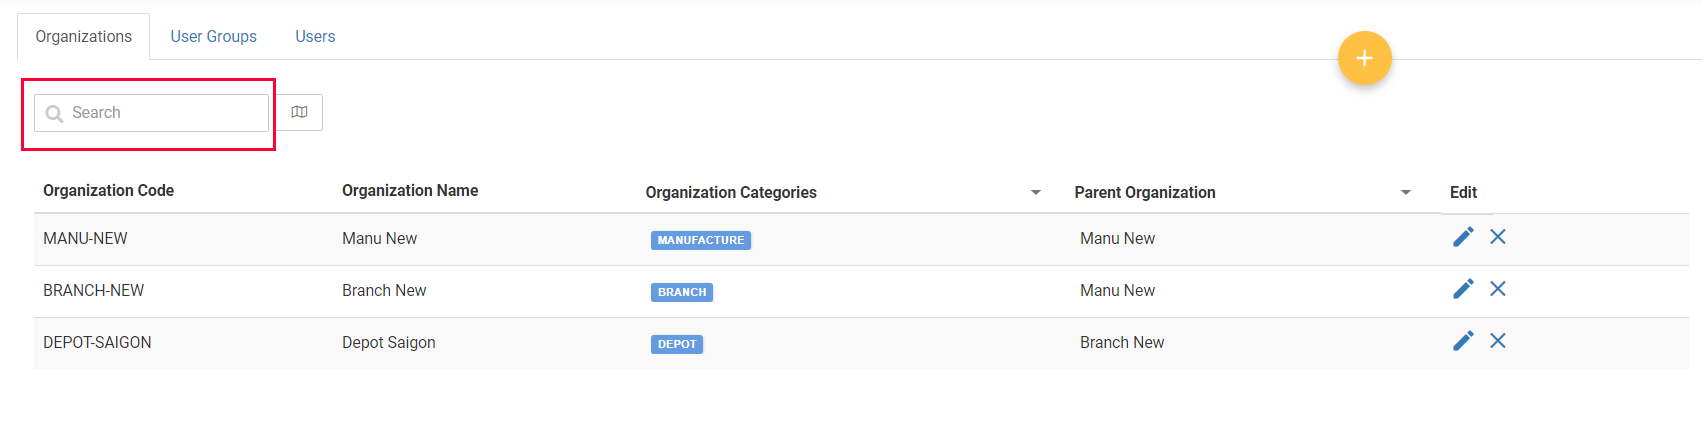 Organizations User Groups Users
+
Search
Organization Code Organization Name Organization Categories Parent Organization Edit
MANU-NEW Manu New MANUFACTURE Manu New
BRANCH-NEW Branch New BRANCH Manu New
DEPOT-SAIGON Depot Saigon DEPOT Branch New